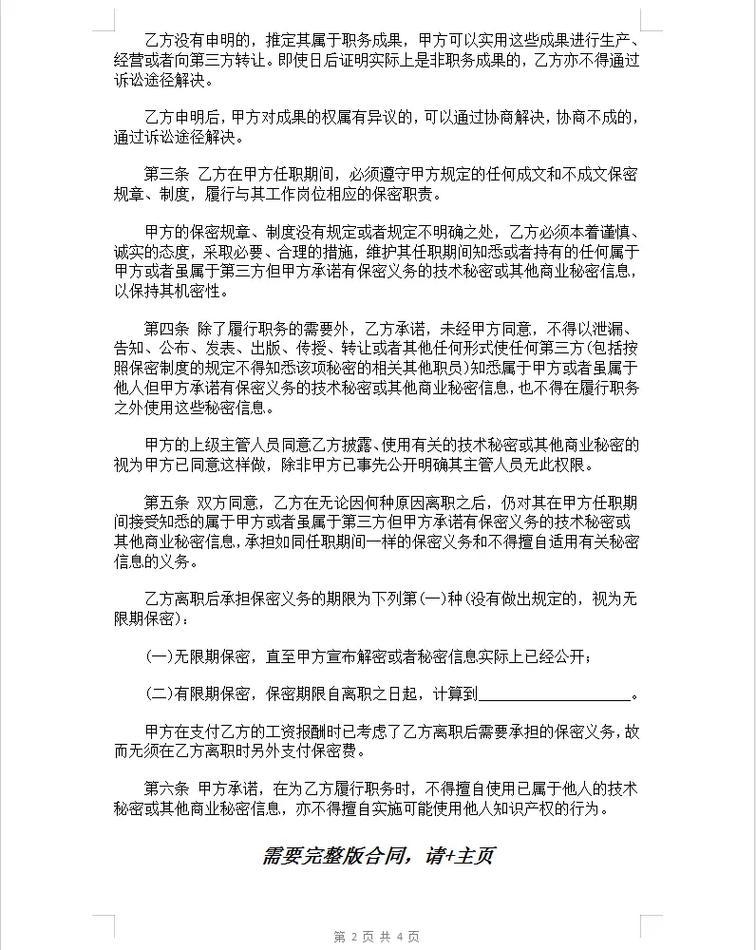 乙方没有申明的，推定其属于职务成果，甲方可以实用这些成果进行生产、
经营或者向第三方转让。即使日后证明实际上是非职务成果的，乙方亦不得通过
诉讼途径解决。
乙方申明后，甲方对成果的权属有异议的，可以通过协商解决，协商不成的，
通过诉讼途径解决。
第三条 乙方在甲方任职期间，必须遵守甲方规定的任何成文和不成文保密
规章、制度，履行与其工作岗位相应的保密职责。
甲方的保密规章、制度没有规定或者规定不明确之处，乙方必须本着谨慎、
诚实的态度，采取必要、合理的措施，维护其任职期间知悉或者持有的任何属于
甲方或者虽属于第三方但甲方承诺有保密义务的技术秘密或其他商业秘密信息，
以保持其机密性。
第四条 除了履行职务的需要外，乙方承诺，未经甲方同意，不得以泄漏、
告知、公布、发表、出版、传授、转让或者其他任何形式使任何第三方(包括按
照保密制度的规定不得知悉该项秘密的相关其他职员)知悉属于甲方或者虽属于
他人但甲方承诺有保密义务的技术秘密或其他商业秘密信息，也不得在履行职务
之外使用这些秘密信息。
甲方的上级主管人员同意乙方披露、使用有关的技术秘密或其他商业秘密的
视为甲方已同意这样做，除非甲方已事先公开明确其主管人员无此权限。
第五条 双方同意，乙方在无论因何种原因离职之后，仍对其在甲方任职期
间接受知悉的属于甲方或者虽属于第三方但甲方承诺有保密义务的技术秘密或
其他商业秘密信息，承担如同任职期间一样的保密义务和不得擅自适用有关秘密
信息的义务。
乙方离职后承担保密义务的期限为下列第(一)种(没有做出规定的，视为无
限期保密)：
(一)无限期保密，直至甲方宣布解密或者秘密信息实际上已经公开；
(二)有限期保密，保密期限自离职之日起，计算到____________________。
甲方在支付乙方的工资报酬时已考虑了乙方离职后需要承担的保密义务，故
而无须在乙方离职时另外支付保密费。
第六条 甲方承诺，在为乙方履行职务时，不得擅自使用已属于他人的技术
秘密或其他商业秘密信息，亦不得擅自实施可能使用他人知识产权的行为。
需要完整版合同，请+主页
第 2 页 共 4 页